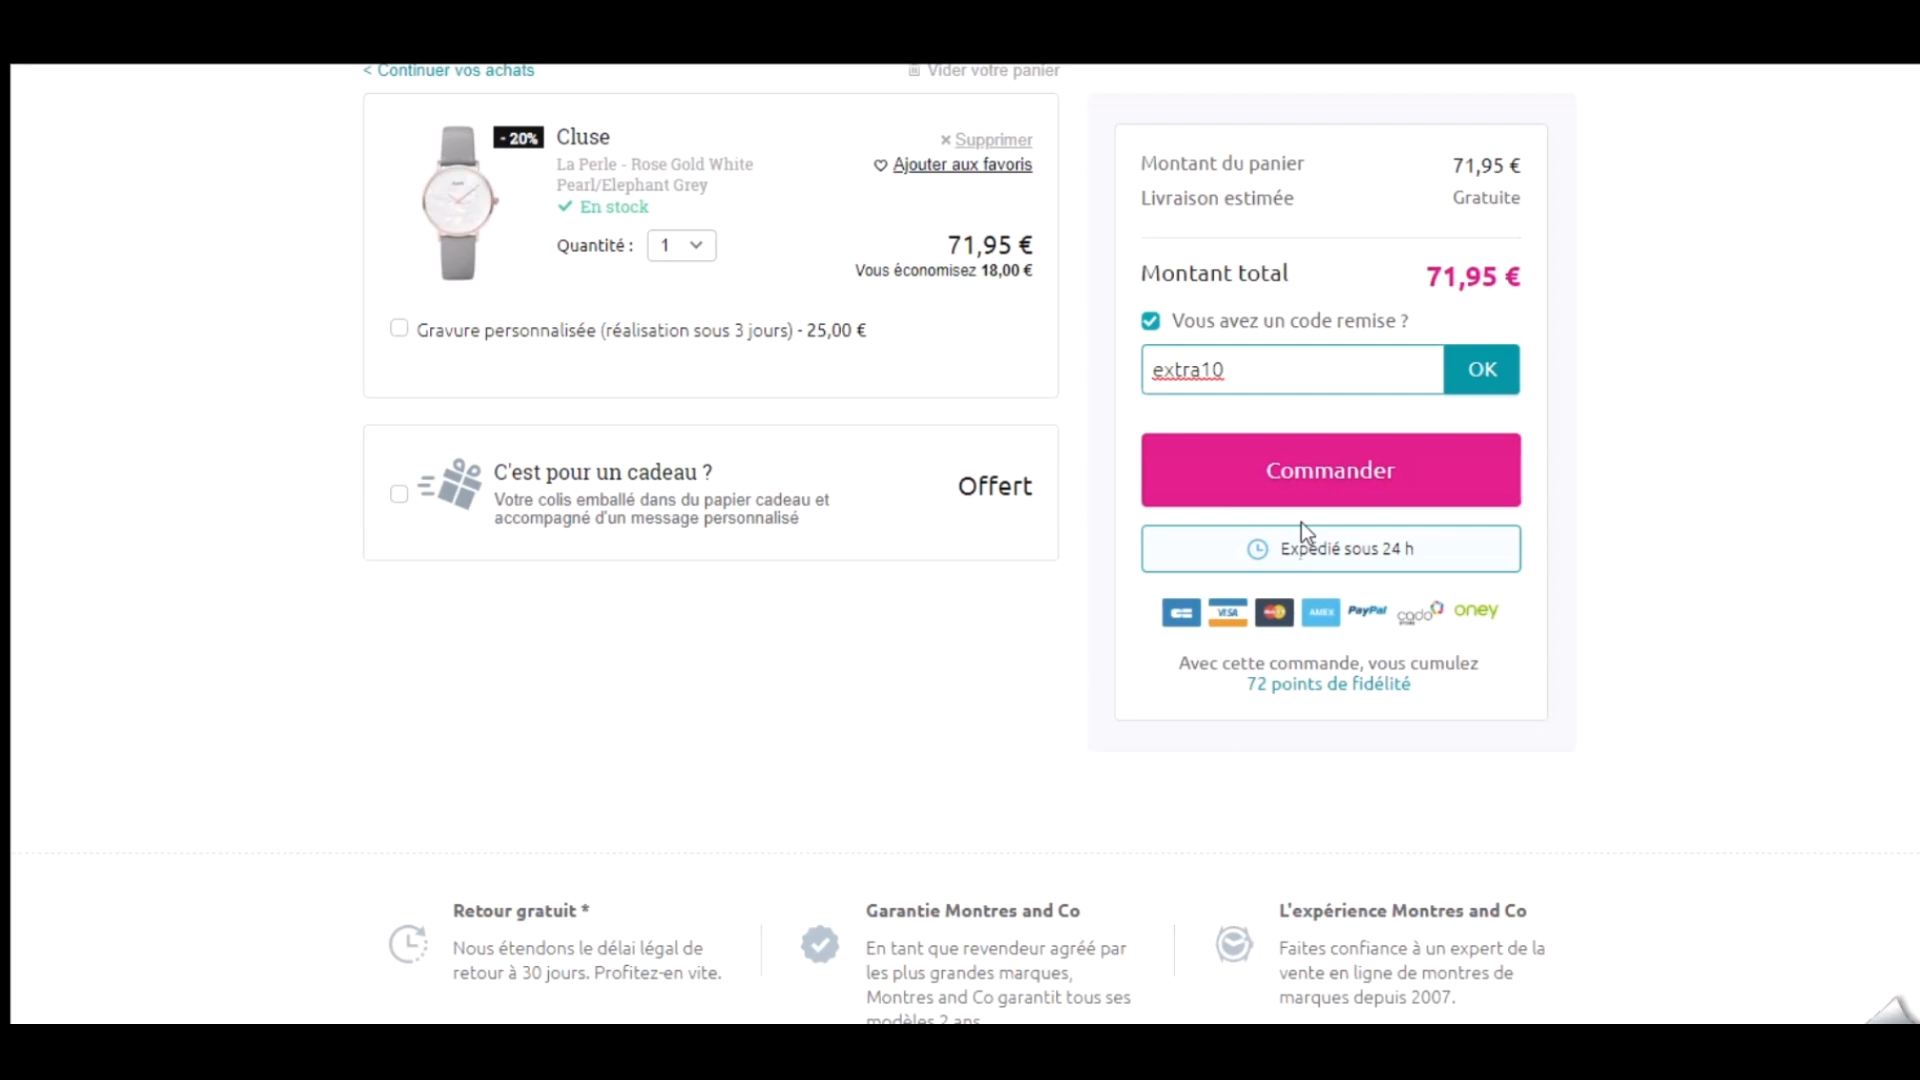 < Continuer vos achats
Vider votre panier
- 20%
Cluse
La Perle - Rose Gold White
Pearl/Elephant Grey
En stock
Quantité : 1
× Supprimer
Ajouter aux favoris
71,95 €
Vous économisez 18,00 €
Gravure personnalisée (réalisation sous 3 jours) - 25,00 €
C'est pour un cadeau ?
Votre colis emballé dans du papier cadeau et
accompagné d'un message personnalisé
Offert
Montant du panier 71,95 €
Livraison estimée Gratuite
Montant total 71,95 €
Vous avez un code remise ?
extra10 OK
Commander
Expédié sous 24 h
VISA AMEX PayPal cado oney
Avec cette commande, vous cumulez
72 points de fidélité
Retour gratuit *
Nous étendons le délai légal de
retour à 30 jours. Profitez-en vite.
Garantie Montres and Co
En tant que revendeur agréé par
les plus grandes marques,
Montres and Co garantit tous ses
modèles 2 ans
L'expérience Montres and Co
Faites confiance à un expert de la
vente en ligne de montres de
marques depuis 2007.